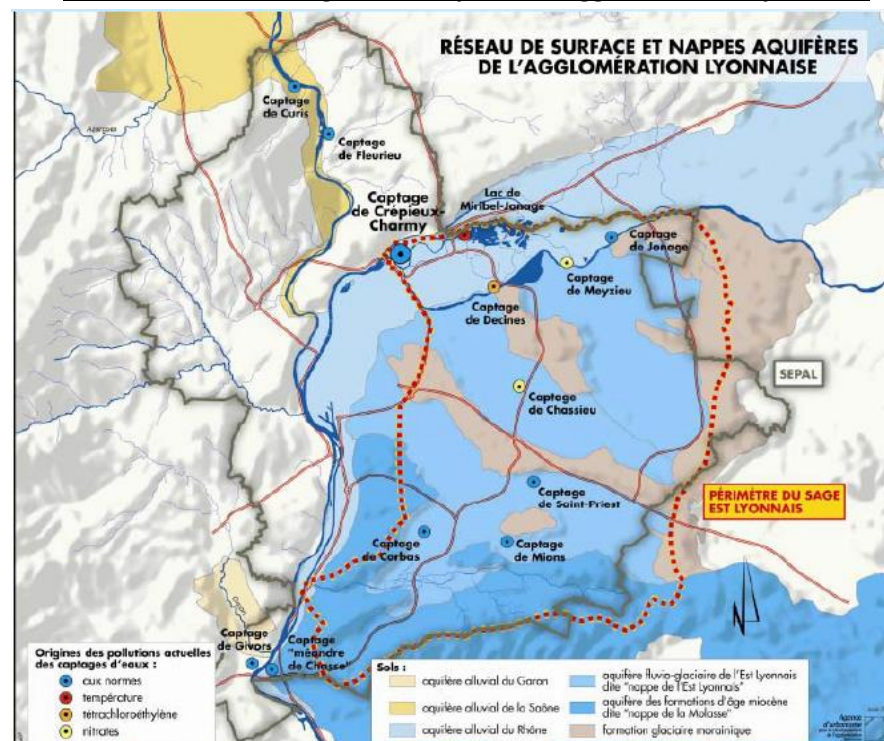 RÉSEAU DE SURFACE ET NAPPES AQUIFÈRES
DE L'AGGLOMÉRATION LYONNAISE
Captage
de Curis
Azergues
Captage
de Fleurieu
Captage
de Crépieux-
Charmy
Lac de
Miribel-Jonage
Captage
de Jonage
Captage
de Meyzieu
Captage
de Decines
SEPAL
Captage
de Chassieu
PÉRIMÈTRE DU SAGE
EST LYONNAIS
Captage
de Saint-Priest
Captage
de Corbas
Captage
de Mions
Garon
Captage
de Givors
Captage
"méandre
de Chasse"
N
Origines des pollutions actuelles
des captages d'eaux :
aux normes
température
tétrachloroéthylène
nitrates
Sols :
aquifère alluvial du Garon
aquifère alluvial de la Saône
aquifère alluvial du Rhône
aquifère fluvio-glaciaire de l'Est Lyonnais
dite "nappe de l'Est Lyonnais"
aquifère des formations d'âge miocène
dite "nappe de la Molasse"
formation glaciaire morainique
Agence
d'urbanisme